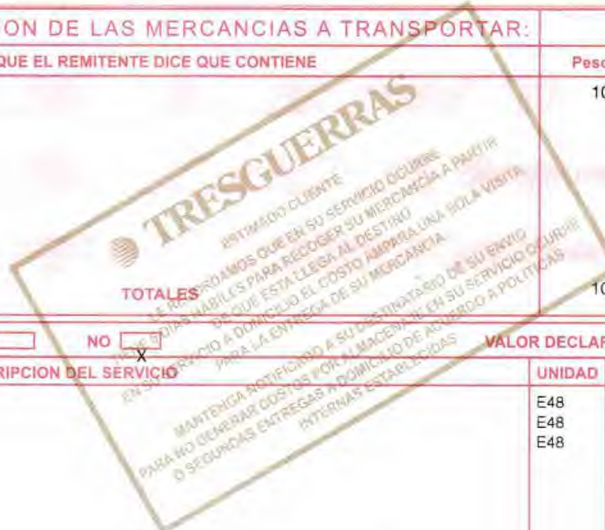 ON DE LAS MERCANCIAS A TRANSPORTAR:
QUE EL REMITENTE DICE QUE CONTIENE
Peso
10
TRESGUERRAS
ESTIMADO CLIENTE
LE RECORDAMOS QUE EN SU SERVICIO OCURRE
TIENE 5 DIAS HABILES PARA RECOGER SU MERCANCÍA A PARTIR
DE QUE ESTA LLEGA AL DESTINO
EN SU SERVICIO A DOMICILIO EL COSTO AMPARA UNA SOLA VISITA
PARA LA ENTREGA DE SU MERCANCIA
MANTENGA NOTIFICADO A SU DESTINATARIO DE SU ENVIO
PARA NO GENERAR COSTOS POR ALMACENAJE EN SU SERVICIO OCURRE
O SEGUNDAS ENTREGAS A DOMICILIO DE ACUERDO A POLITICAS
INTERNAS ESTABLECIDAS
TOTALES
10
NO X
VALOR DECLAR
RIPCION DEL SERVICIO
UNIDAD
E48
E48
E48